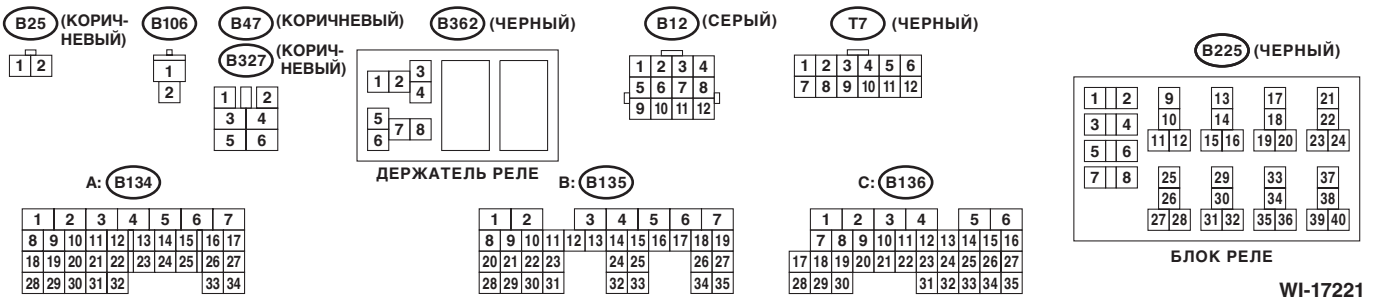 B25 (КОРИЧ-
НЕВЫЙ)
1 2
B106
1
2
B47 (КОРИЧНЕВЫЙ)
B327 (КОРИЧ-
НЕВЫЙ)
1 2
3 4
5 6
B362 (ЧЕРНЫЙ)
1 2 3
4
5
6 7 8
ДЕРЖАТЕЛЬ РЕЛЕ
B12 (СЕРЫЙ)
1 2 3 4
5 6 7 8
9 10 11 12
T7 (ЧЕРНЫЙ)
1 2 3 4 5 6
7 8 9 10 11 12
B225 (ЧЕРНЫЙ)
1 2 9 13 17 21
3 4 10 14 18 22
11 12 15 16 19 20 23 24
5 6
7 8 25 29 33 37
26 30 34 38
27 28 31 32 35 36 39 40
БЛОК РЕЛЕ
A: B134
1 2 3 4 5 6 7
8 9 10 11 12 13 14 15 16 17
18 19 20 21 22 23 24 25 26 27
28 29 30 31 32 33 34
B: B135
1 2 3 4 5 6 7
8 9 10 11 12 13 14 15 16 17 18 19
20 21 22 23 24 25 26 27
28 29 30 31 32 33 34 35
C: B136
1 2 3 4 5 6
7 8 9 10 11 12 13 14 15 16
17 18 19 20 21 22 23 24 25 26 27
28 29 30 31 32 33 34 35
WI-17221